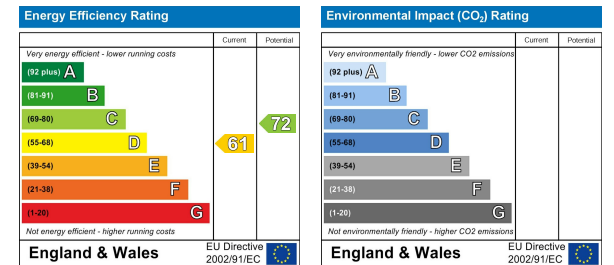 Energy Efficiency Rating
Current Potential
Very energy efficient - lower running costs
(92 plus) A
(81-91) B
(69-80) C
72
(55-68) D
61
(39-54) E
(21-38) F
(1-20) G
Not energy efficient - higher running costs
England & Wales
EU Directive
2002/91/EC
Environmental Impact (CO₂) Rating
Current Potential
Very environmentally friendly - lower CO2 emissions
(92 plus) A
(81-91) B
(69-80) C
(55-68) D
(39-54) E
(21-38) F
(1-20) G
Not environmentally friendly - higher CO2 emissions
England & Wales
EU Directive
2002/91/EC